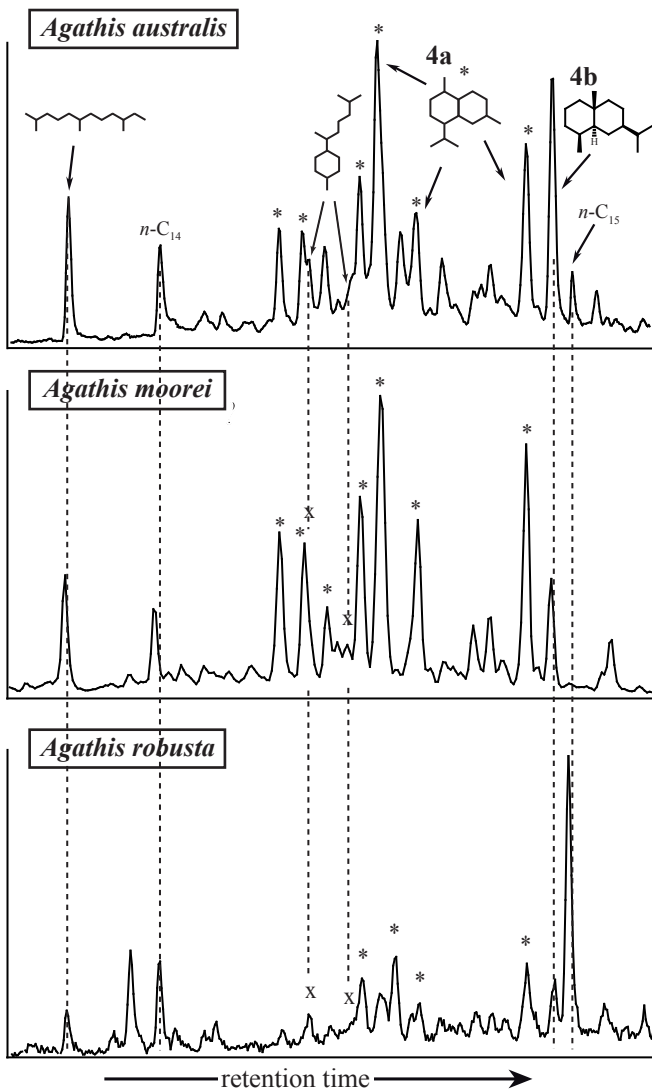 Agathis australis
4a
*
4b
H
n-C14
n-C15
* * * * * *
Agathis moorei
)
,
* * x * * x * * * *
Agathis robusta
x x * * * *
retention time